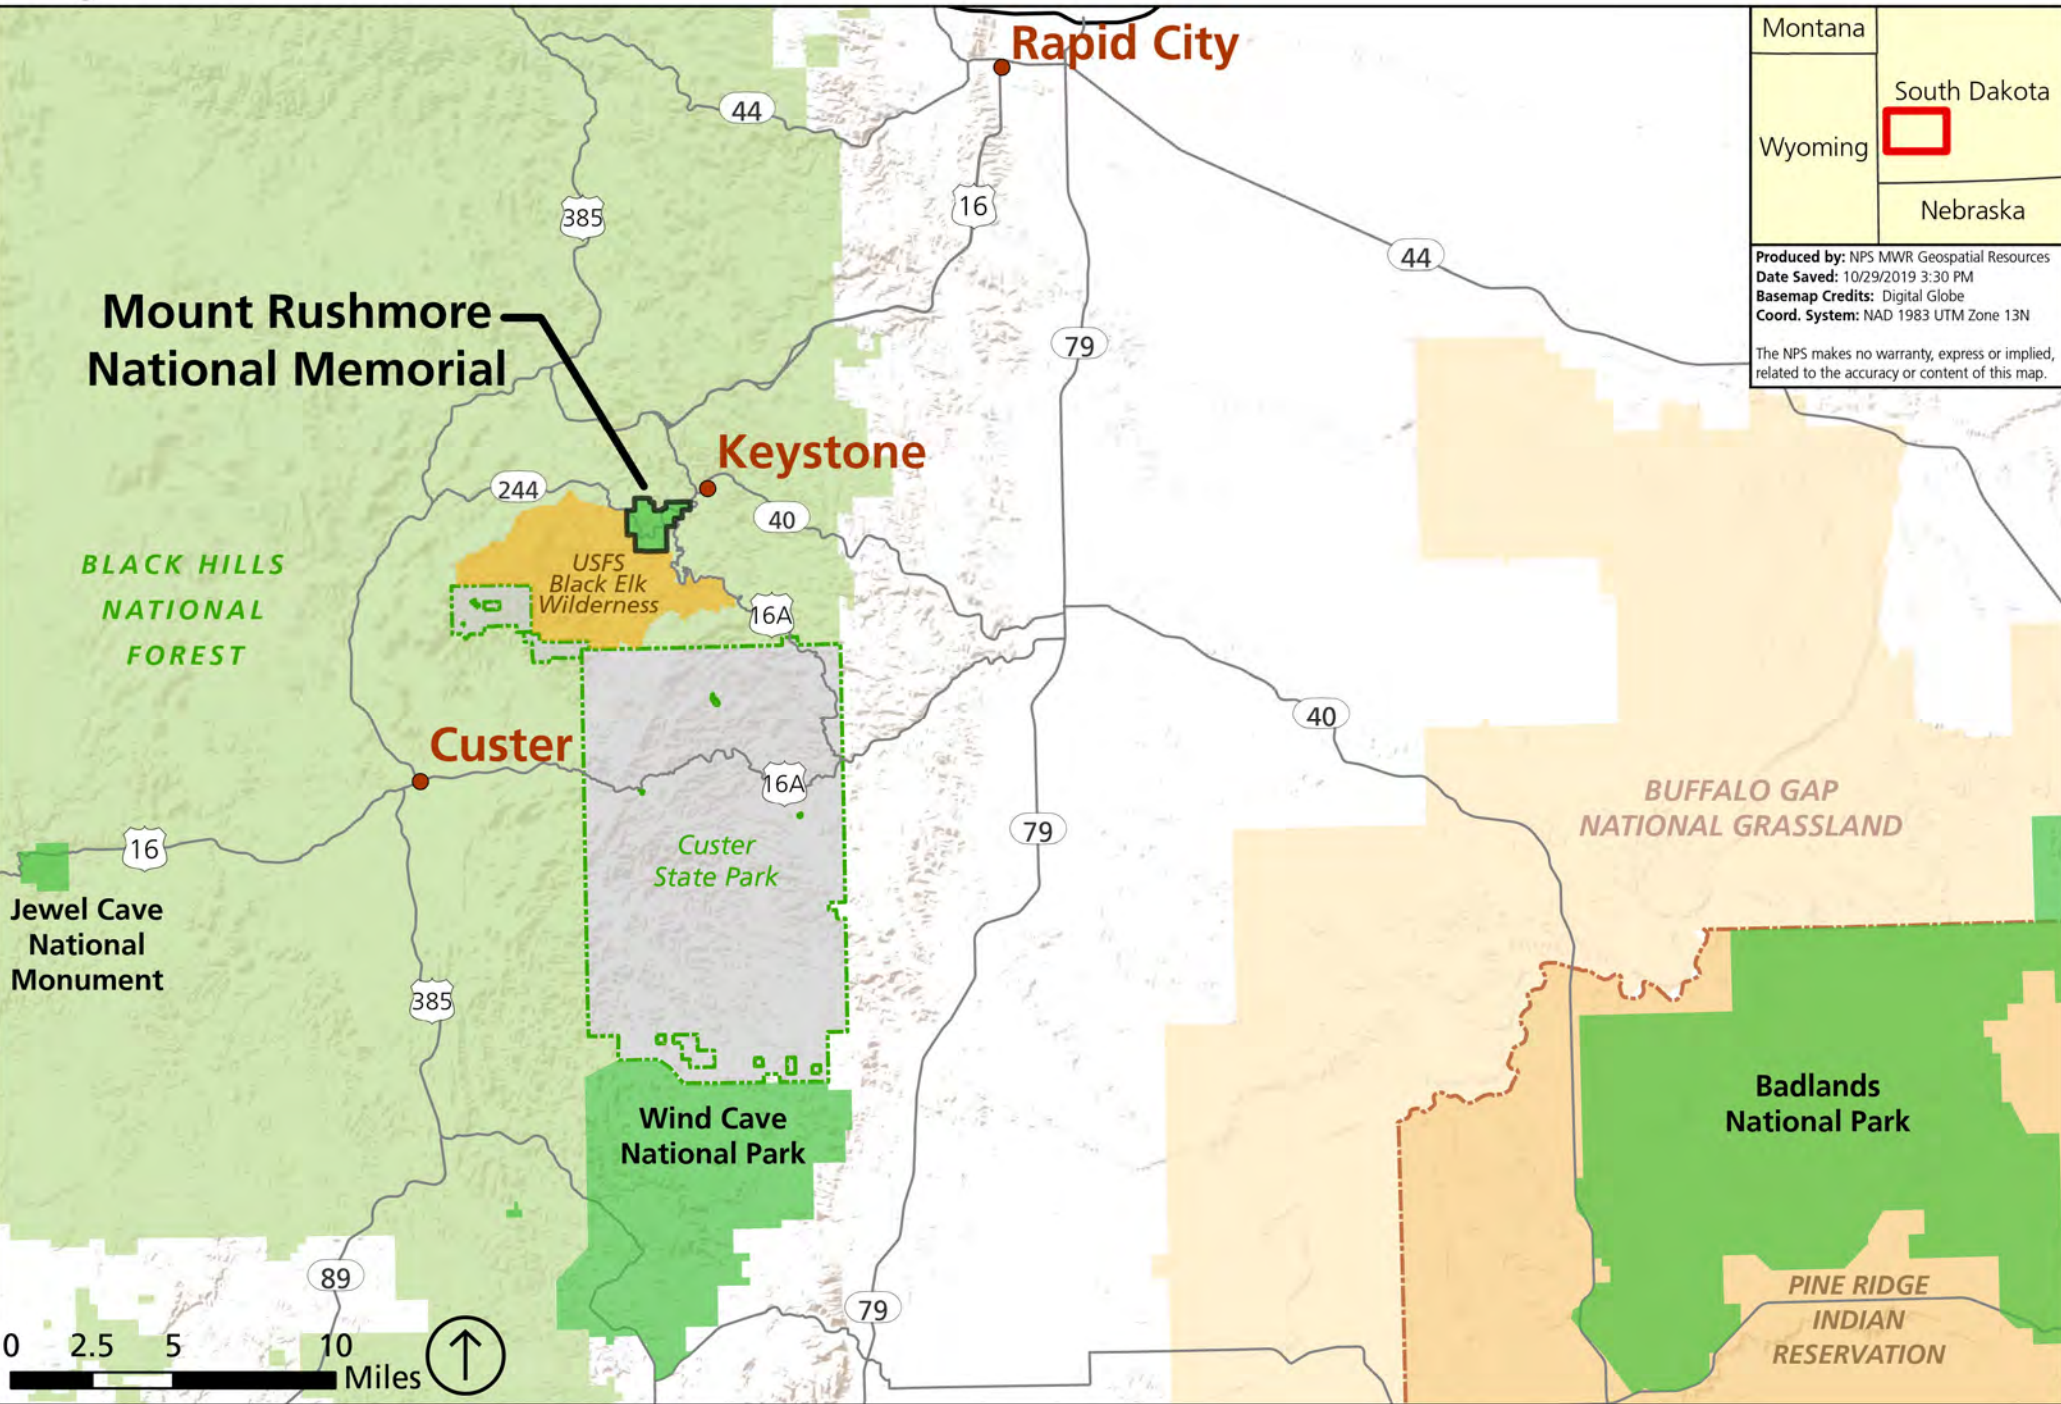 Rapid City
44
16
385
44
79
Mount Rushmore
National Memorial
Keystone
244
40
USFS
Black Elk
Wilderness
16A
BLACK HILLS
NATIONAL
FOREST
Custer
40
16A
16
79
Custer
State Park
BUFFALO GAP
NATIONAL GRASSLAND
Jewel Cave
National
Monument
385
Wind Cave
National Park
Badlands
National Park
89
79
PINE RIDGE
INDIAN
RESERVATION
0 2.5 5 10
Miles
Montana
South Dakota
Wyoming
Nebraska
Produced by: NPS MWR Geospatial Resources
Date Saved: 10/29/2019 3:30 PM
Basemap Credits: Digital Globe
Coord. System: NAD 1983 UTM Zone 13N
The NPS makes no warranty, express or implied,
related to the accuracy or content of this map.